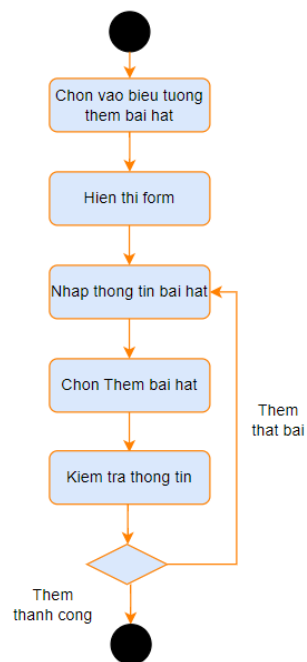 Chon vao bieu tuong
them bai hat
Hien thi form
Nhap thong tin bai hat
Chon Them bai hat
Them
that bai
Kiem tra thong tin
Them
thanh cong